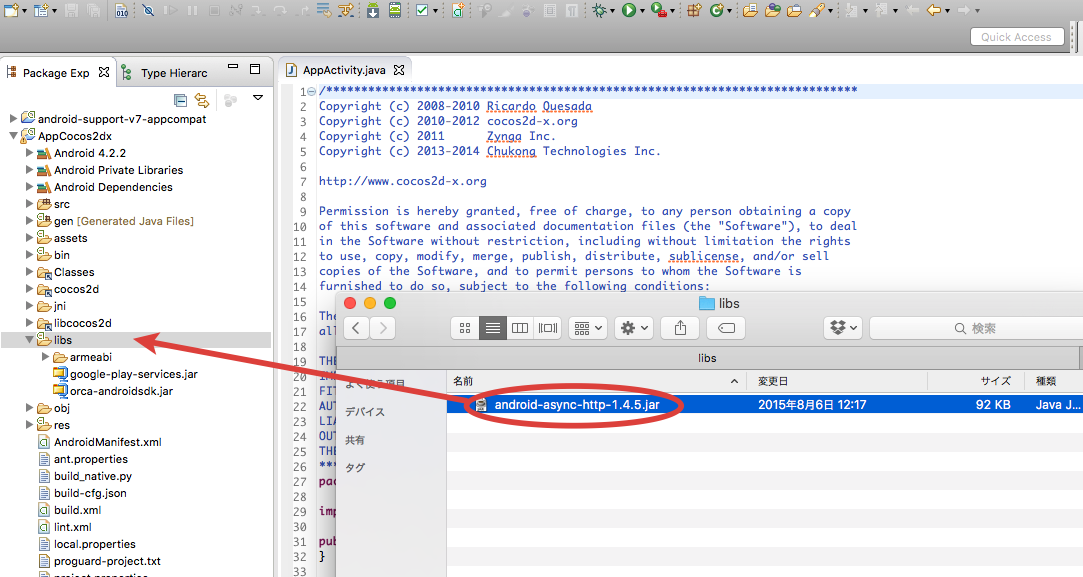 Quick Access
Package Exp
Type Hierarc
android-support-v7-appcompat
AppCocos2dx
Android 4.2.2
Android Private Libraries
Android Dependencies
src
gen [Generated Java Files]
assets
bin
Classes
cocos2d
jni
libcocos2d
libs
armeabi
google-play-services.jar
orca-androidsdk.jar
obj
res
AndroidManifest.xml
ant.properties
build_native.py
build-cfg.json
build.xml
lint.xml
local.properties
proguard-project.txt
project.properties
AppActivity.java
1 /****************************************************************************
2 Copyright (c) 2008-2010 Ricardo Quesada
3 Copyright (c) 2010-2012 cocos2d-x.org
4 Copyright (c) 2011      Zynga Inc.
5 Copyright (c) 2013-2014 Chukong Technologies Inc.
6
7 http://www.cocos2d-x.org
8
9 Permission is hereby granted, free of charge, to any person obtaining a copy
10 of this software and associated documentation files (the "Software"), to deal
11 in the Software without restriction, including without limitation the rights
12 to use, copy, modify, merge, publish, distribute, sublicense, and/or sell
13 copies of the Software, and to permit persons to whom the Software is
14 furnished to do so, subject to the following conditions:
15
16 The
17 all
18
19 THE
20 IMP
21 FIT
22 AUT
23 LIA
24 OUT
25 THE
26 ***
27 pac
28
29 imp
30
31 pub
32 }
33
libs
検索
libs
よく使う項目
デバイス
共有
タグ
名前 変更日 サイズ 種類
android-async-http-1.4.5.jar 2015年8月6日 12:17 92 KB Java J...